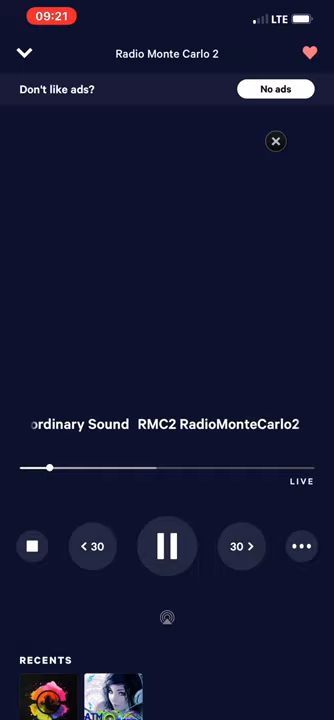 09:21
LTE
Radio Monte Carlo 2
Don't like ads?
No ads
ordinary Sound RMC2 RadioMonteCarlo2
LIVE
30
30
RECENTS